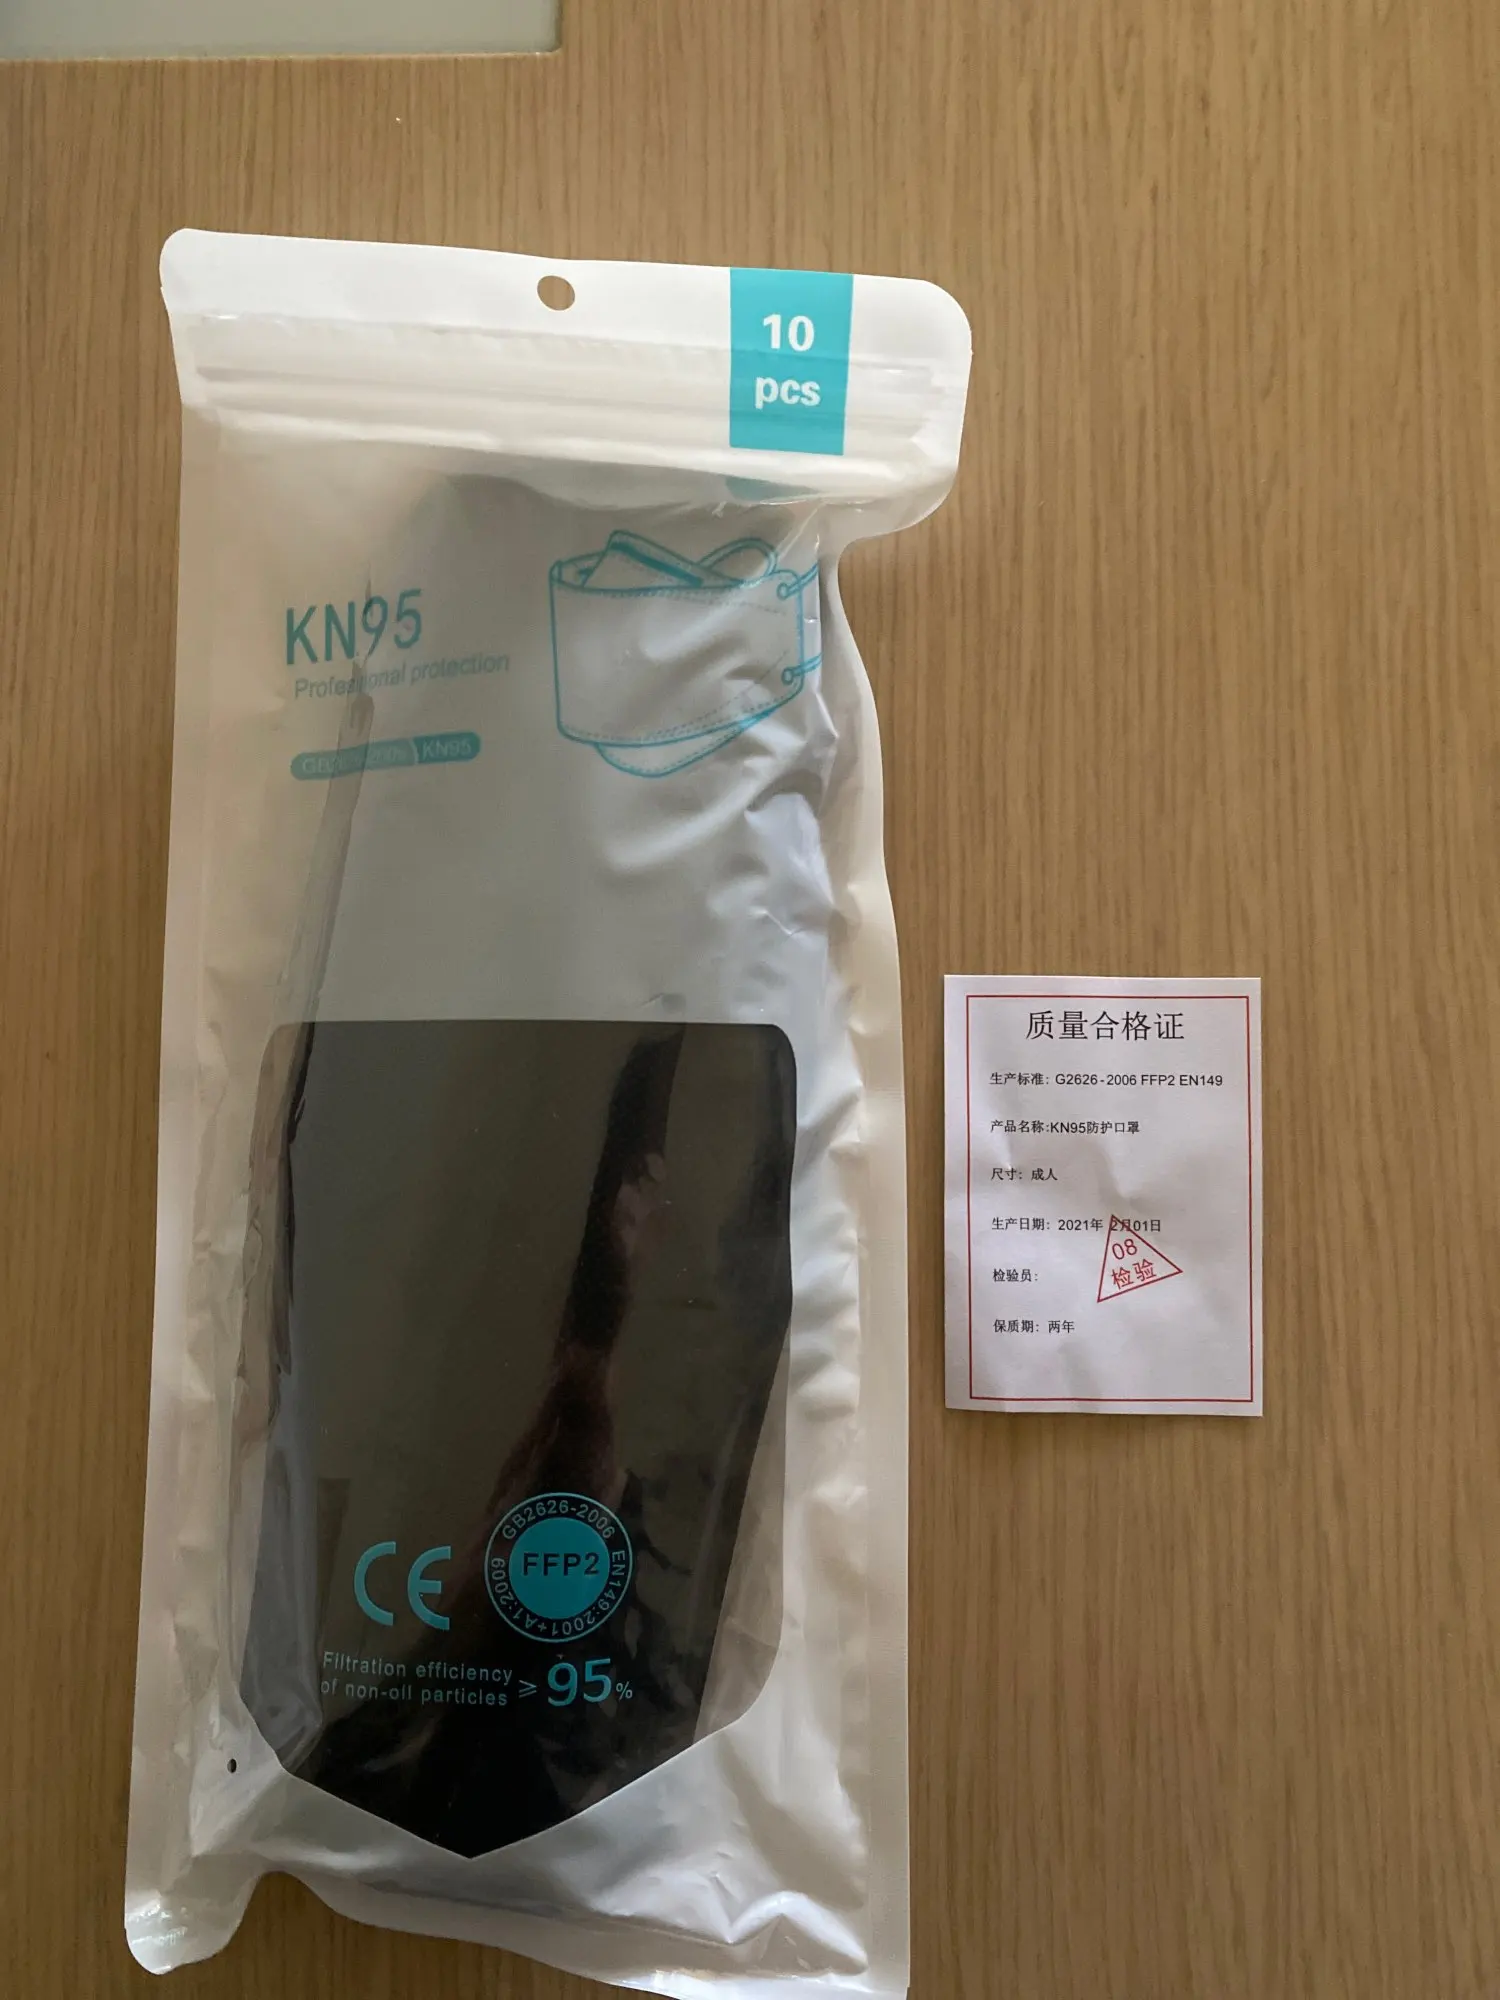 10
pcs
KN95
Professional protection
KN95
CE
GB2626-2006 EN149:2001+A1:2009
FFP2
Filtration efficiency
of non-oil particles ≥ 95%
质量合格证
生产标准: G2626-2006 FFP2 EN149
产品名称:KN95防护口罩
尺寸: 成人
生产日期: 2021年 2月01日
08
检验
检验员:
保质期: 两年